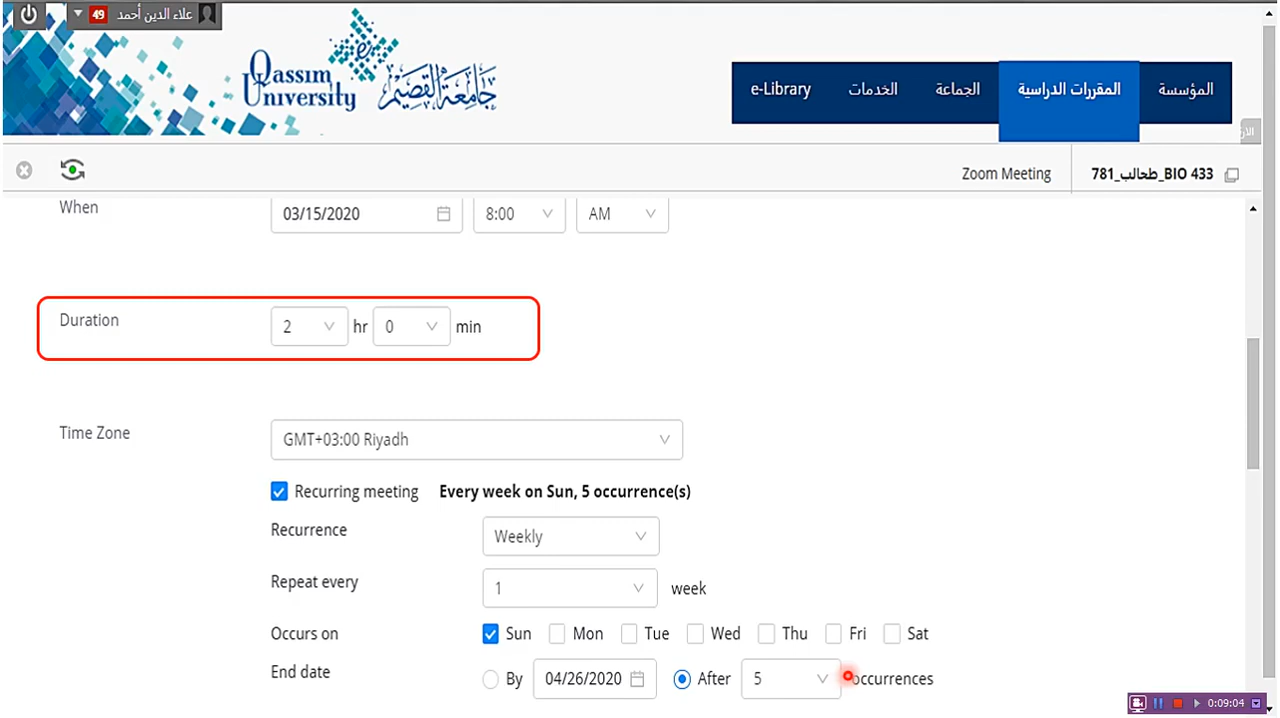 49 علاء الدين أحمد
Qassim
University
جامعة القصيم
المؤسسة المقررات الدراسية الجماعة الخدمات e-Library
Zoom Meeting
BIO 433_طحالب_781
When 03/15/2020 8:00 AM
Duration 2 hr 0 min
Time Zone GMT+03:00 Riyadh
Recurring meeting Every week on Sun, 5 occurrence(s)
Recurrence Weekly
Repeat every 1 week
Occurs on Sun Mon Tue Wed Thu Fri Sat
End date By 04/26/2020 After 5 occurrences
0:09:04